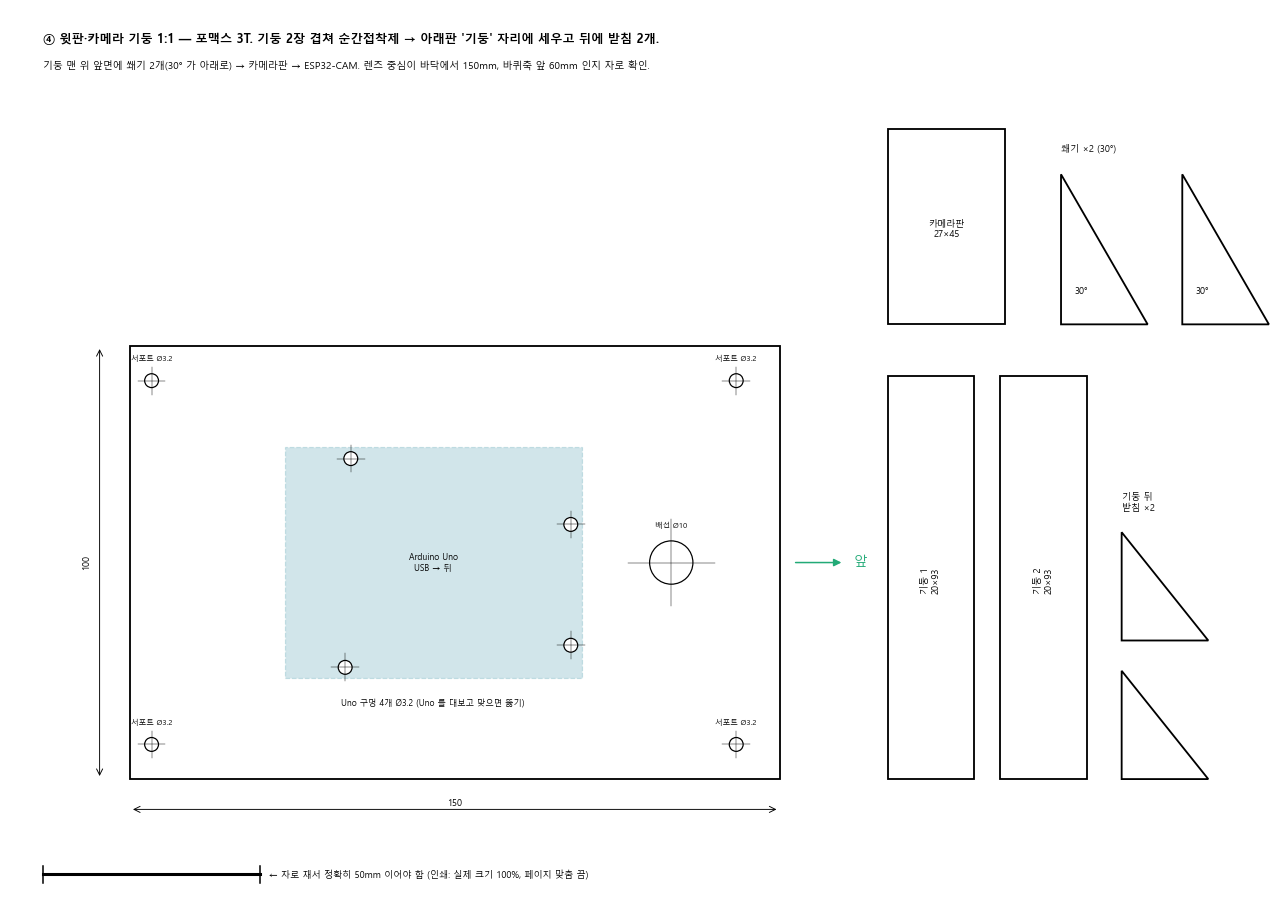 ④ 윗판·카메라 기둥 1:1 — 포맥스 3T. 기둥 2장 겹쳐 순간접착제 → 아래판 '기둥' 자리에 세우고 뒤에 받침 2개.
기둥 맨 위 앞면에 쐐기 2개(30° 가 아래로) → 카메라판 → ESP32-CAM. 렌즈 중심이 바닥에서 150mm, 바퀴축 앞 60mm 인지 자로 확인.
쐐기 ×2 (30°)
카메라판
27×45
30°
30°
서포트 Ø3.2
서포트 Ø3.2
기둥 뒤
받침 ×2
배선 Ø10
Arduino Uno
USB → 뒤
100
앞
기둥 1
20×93
기둥 2
20×93
Uno 구멍 4개 Ø3.2 (Uno 를 대보고 맞으면 뚫기)
서포트 Ø3.2
서포트 Ø3.2
150
← 자로 재서 정확히 50mm 이어야 함 (인쇄: 실제 크기 100%, 페이지 맞춤 끔)